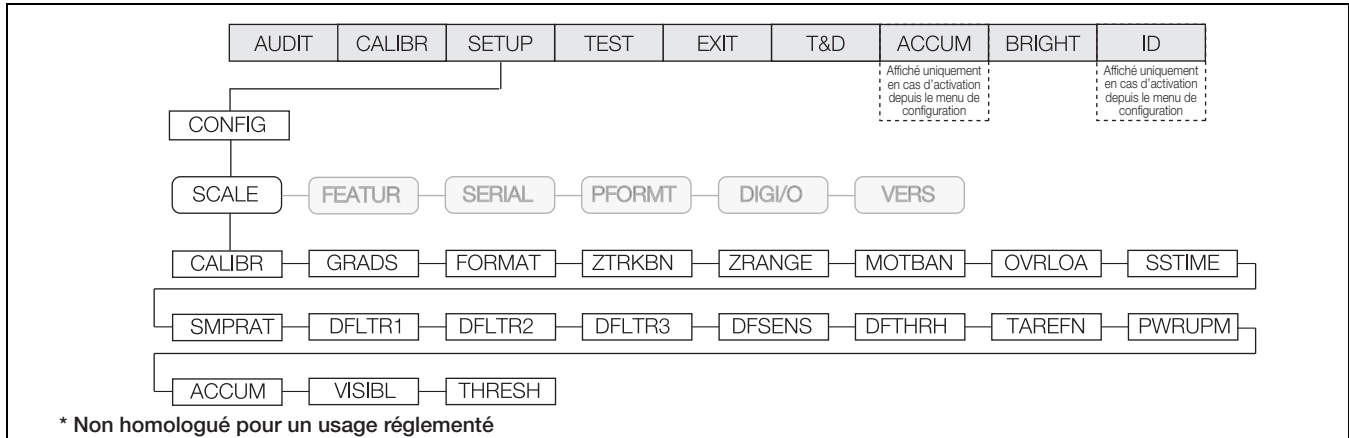 AUDIT CALIBR SETUP TEST EXIT T&D ACCUM BRIGHT ID
Affiché uniquement
en cas d'activation
depuis le menu de
configuration
Affiché uniquement
en cas d'activation
depuis le menu de
configuration
CONFIG
SCALE FEATUR SERIAL PFORMT DIGI/O VERS
CALIBR GRADS FORMAT ZTRKBN ZRANGE MOTBAN OVRLOA SSTIME
SMPRAT DFLTR1 DFLTR2 DFLTR3 DFSENS DFTHRH TAREFN PWRUPM
ACCUM VISIBL THRESH
* Non homologué pour un usage réglementé